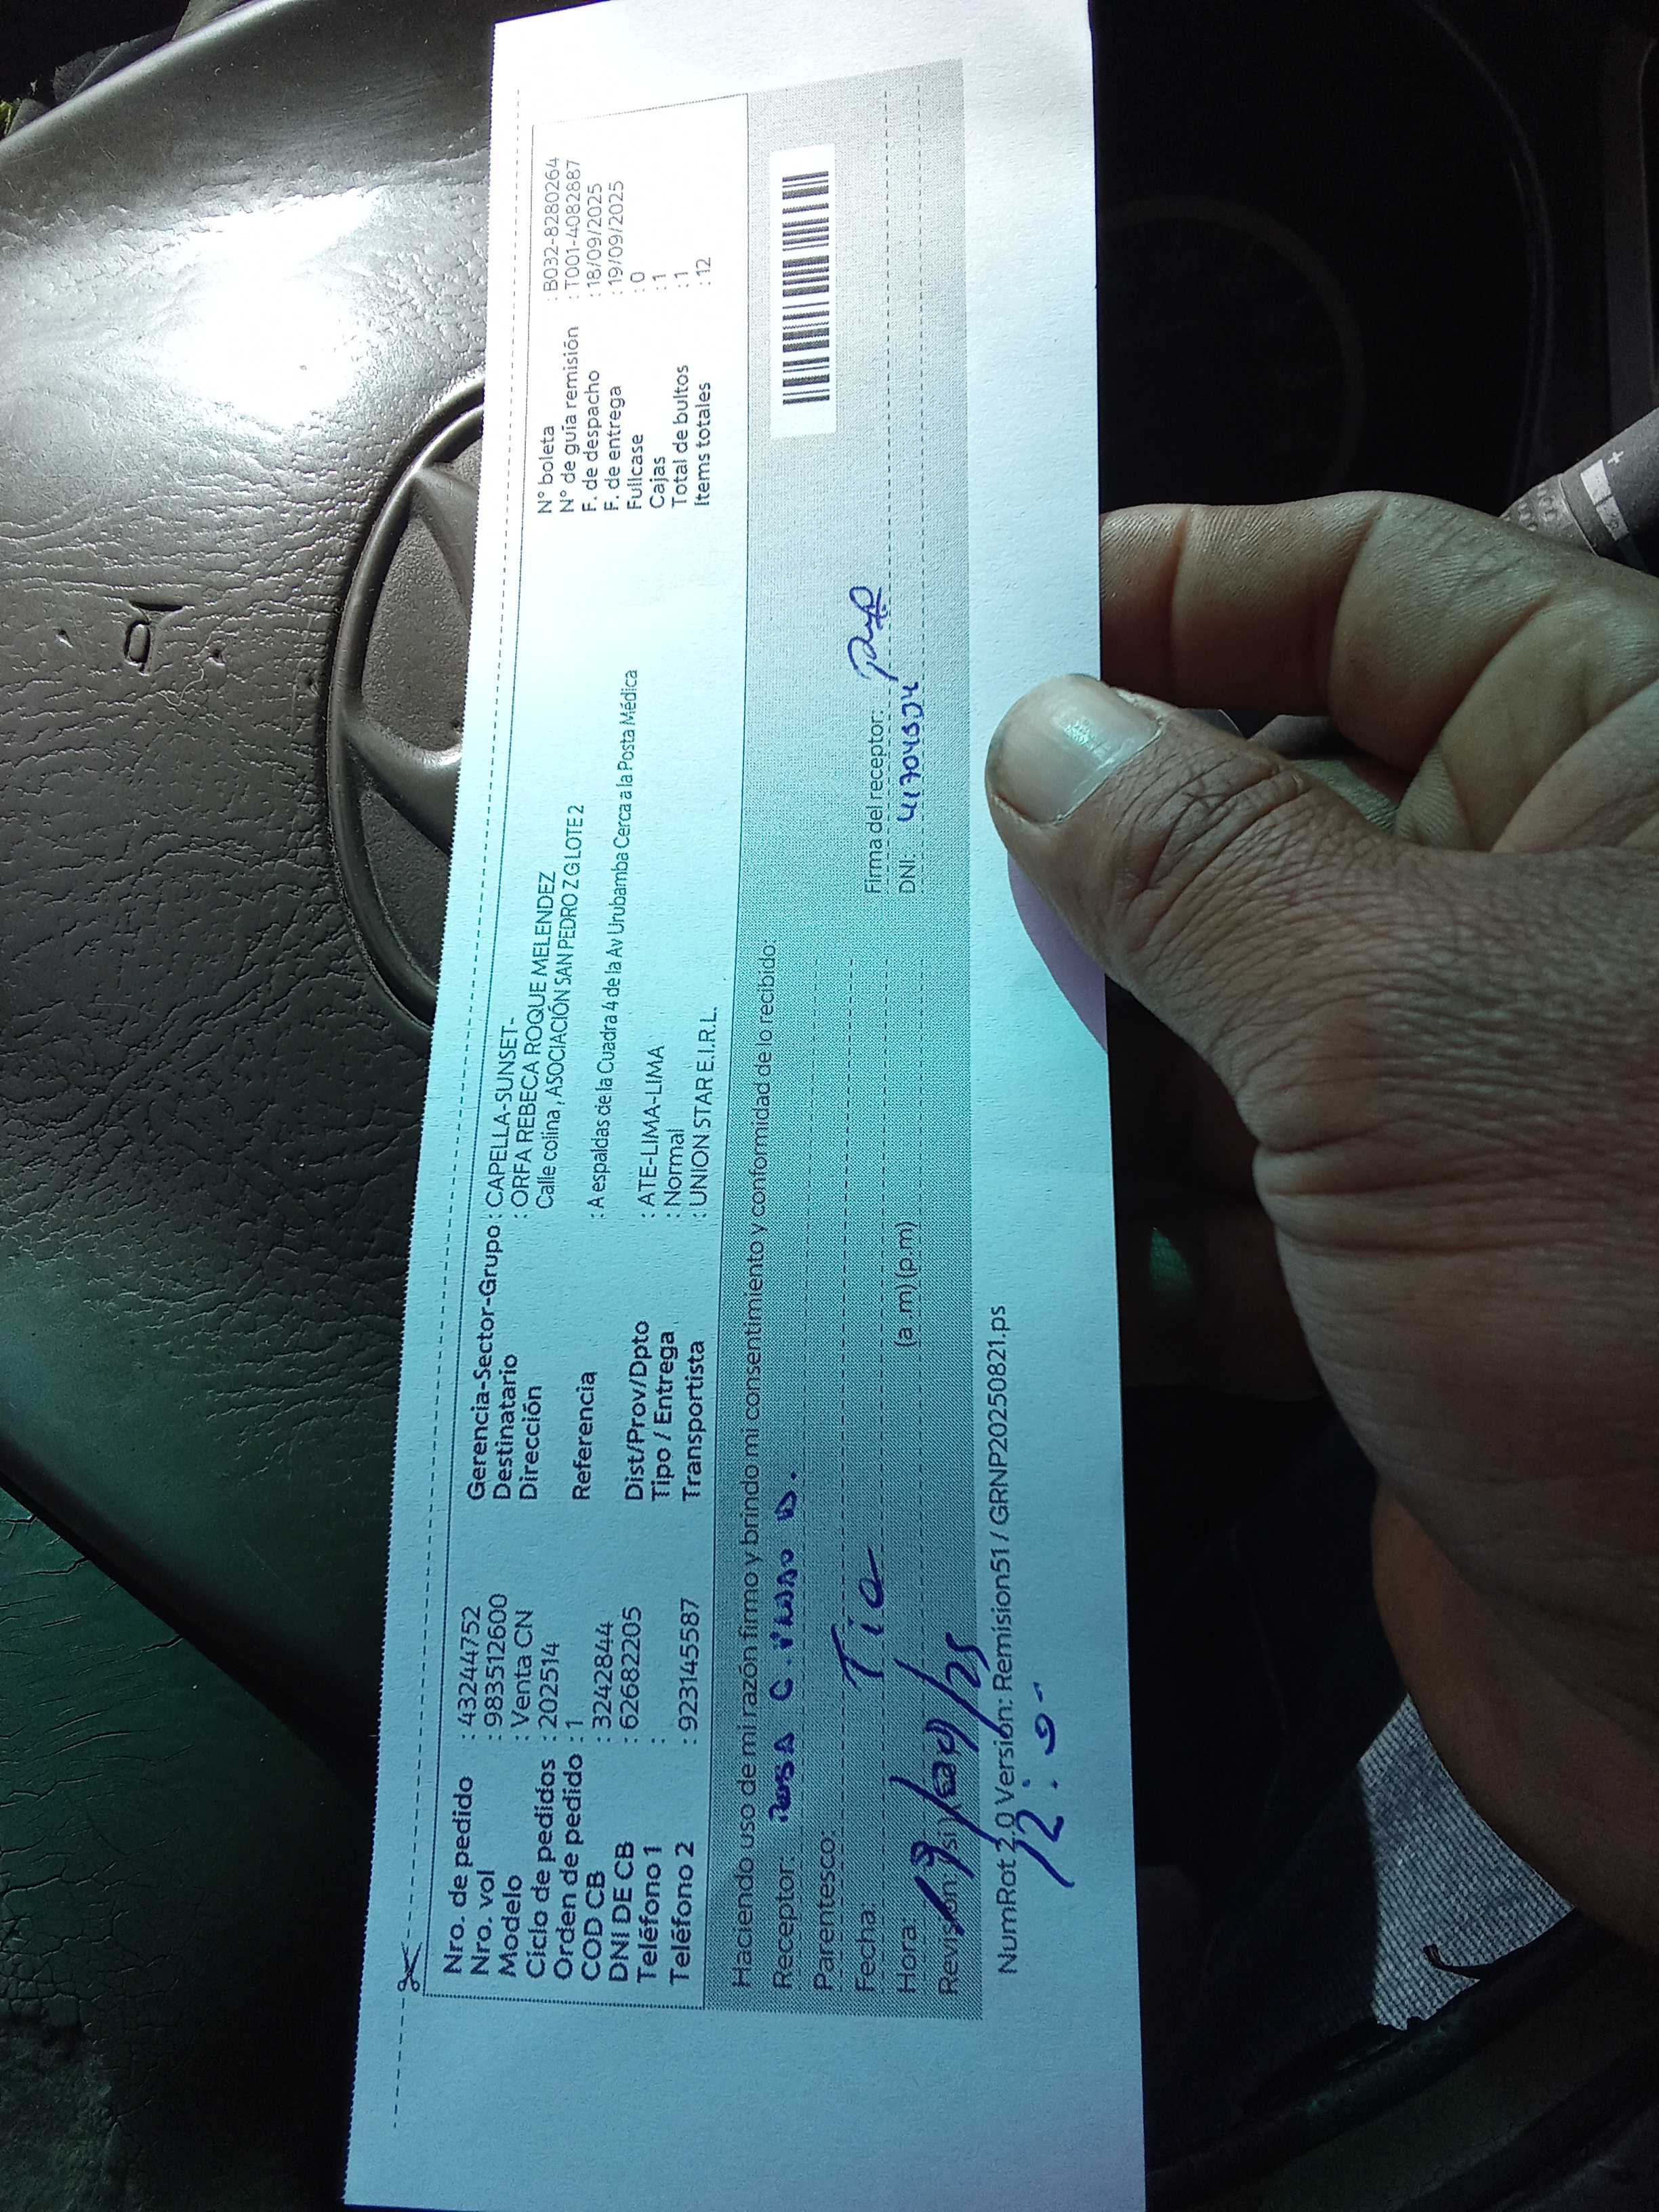 Nro. de pedido : 43244752
Nro. vol : 983512600
Modelo : Venta CN
Ciclo de pedidos : 202514
Orden de pedido : 1
COD CB : 3242844
DNI DE CB : 62682205
Teléfono 1 :
Teléfono 2 : 923145587
Gerencia-Sector-Grupo : CAPELLA-SUNSET-
Destinatario : ORFA REBECA ROQUE MELENDEZ
Dirección Calle colina , ASOCIACIÓN SAN PEDRO Z G LOTE 2
Referencia : A espaldas de la Cuadra 4 de la Av Urubamba Cerca a la Posta Médica
Dist/Prov/Dpto : ATE-LIMA-LIMA
Tipo / Entrega : Normal
Transportista : UNION STAR E.I.R.L.
N° boleta : B032-8280264
N° de guía remisión : T001-4082887
F. de despacho : 18/09/2025
F. de entrega : 19/09/2025
Fullcase : 0
Cajas : 1
Total de bultos : 1
Items totales : 12
Haciendo uso de mi razón firmo y brindo mi consentimiento y conformidad de lo recibido:
Receptor: ROSA C.
Parentesco: Tia
Fecha: 19/09/25
Hora: 12:0- (a .m) (p.m)
Firma del receptor:
DNI: 41704504
NumRot 2.0 Version: Remision51 / GRNP20250821.ps